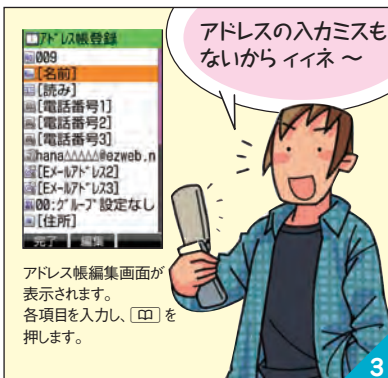 アドレス帳登録
009
[名前]
[読み]
[電話番号1]
[電話番号2]
[電話番号3]
hana△△△△△@ezweb.n
[Eメールアドレス2]
[Eメールアドレス3]
00:グループ設定なし
[住所]
完了 編集
アドレスの入力ミスも
ないから ィィネ ～
アドレス帳編集画面が
表示されます。
各項目を入力し、を
押します。
3